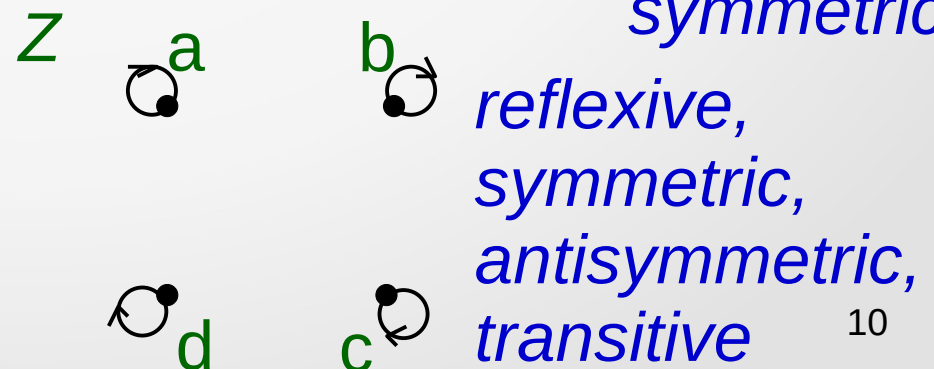 symmetric
Z
a
b
reflexive,
symmetric,
antisymmetric,
transitive
10
d
c